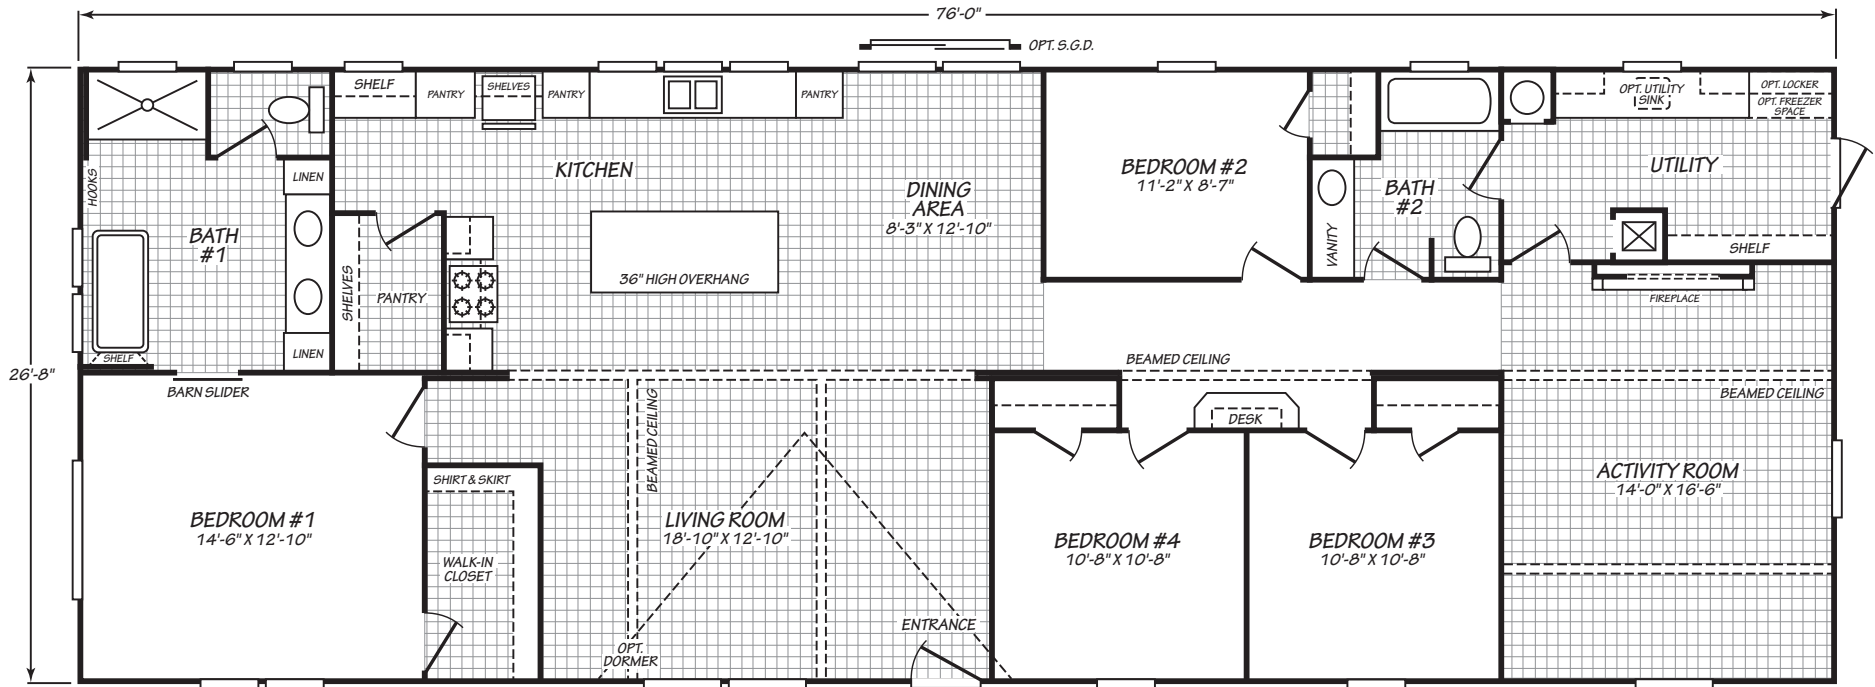 76'-0"
OPT. S.G.D.
SHELF
PANTRY
SHELVES
PANTRY
PANTRY
OPT. UTILITY
SINK
OPT. LOCKER
OPT. FREEZER
SPACE
KITCHEN
BEDROOM #2
11'-2" X 8'-7"
UTILITY
LINEN
HOOKS
DINING
AREA
8'-3" X 12'-10"
BATH
#2
BATH
#1
VANITY
SHELF
36" HIGH OVERHANG
SHELVES
PANTRY
FIREPLACE
LINEN
SHELF
BEAMED CEILING
26'-8"
BARN SLIDER
BEAMED CEILING
BEAMED CEILING
DESK
SHIRT & SKIRT
ACTIVITY ROOM
14'-0" X 16'-6"
BEDROOM #1
14'-6" X 12'-10"
LIVING ROOM
18'-10" X 12'-10"
BEDROOM #4
10'-8" X 10'-8"
BEDROOM #3
10'-8" X 10'-8"
WALK-IN
CLOSET
ENTRANCE
OPT.
DORMER